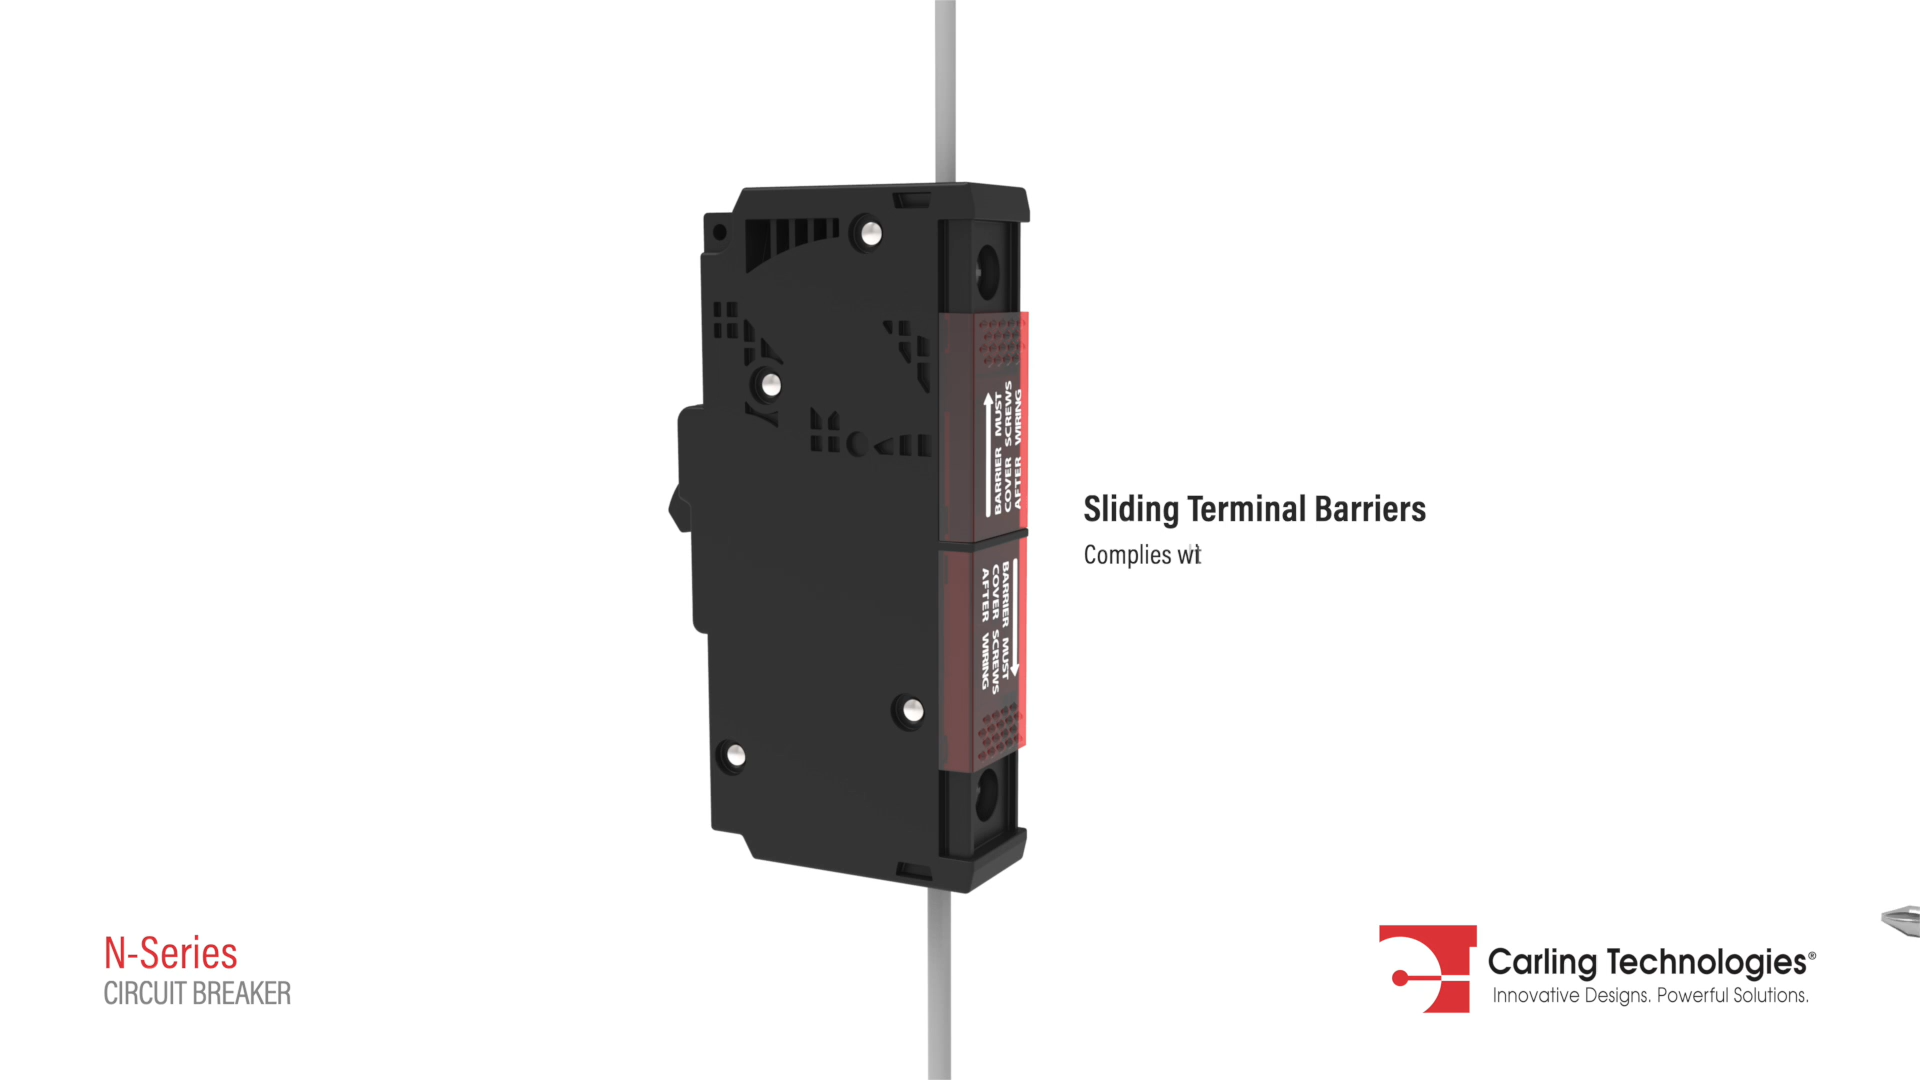 BARRIER MUST
COVER SCREWS
AFTER WIRING
Sliding Terminal Barriers
Complies
BARRIER MUST
COVER SCREWS
AFTER WIRING
N-Series
CIRCUIT BREAKER
Carling Technologies®
Innovative Designs. Powerful Solutions.